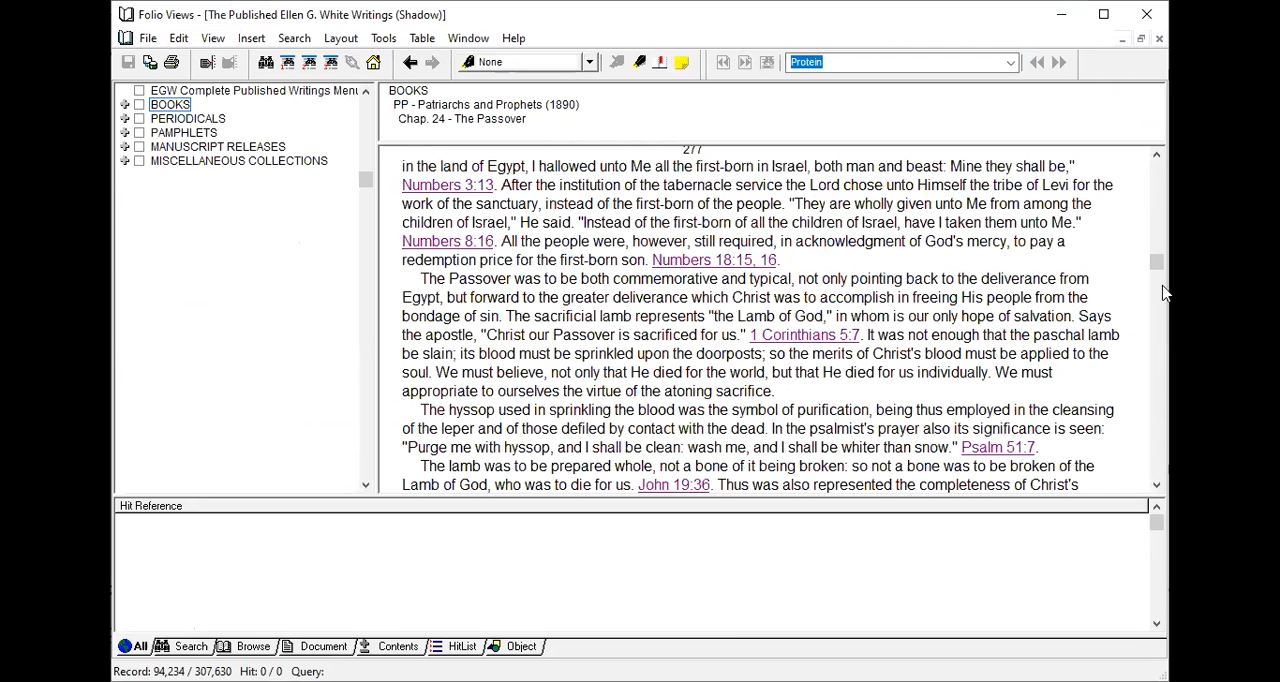 Folio Views - [The Published Ellen G. White Writings (Shadow)]
File Edit View Insert Search Layout Tools Table Window Help
None Protein
EGW Complete Published Writings Menu
BOOKS
PERIODICALS
PAMPHLETS
MANUSCRIPT RELEASES
MISCELLANEOUS COLLECTIONS
BOOKS
PP - Patriarchs and Prophets (1890)
Chap. 24 - The Passover
277
in the land of Egypt, I hallowed unto Me all the first-born in Israel, both man and beast: Mine they shall be,"
Numbers 3:13. After the institution of the tabernacle service the Lord chose unto Himself the tribe of Levi for the
work of the sanctuary, instead of the first-born of the people. "They are wholly given unto Me from among the
children of Israel," He said. "Instead of the first-born of all the children of Israel, have I taken them unto Me."
Numbers 8:16. All the people were, however, still required, in acknowledgment of God's mercy, to pay a
redemption price for the first-born son. Numbers 18:15, 16.
The Passover was to be both commemorative and typical, not only pointing back to the deliverance from
Egypt, but forward to the greater deliverance which Christ was to accomplish in freeing His people from the
bondage of sin. The sacrificial lamb represents "the Lamb of God," in whom is our only hope of salvation. Says
the apostle, "Christ our Passover is sacrificed for us." 1 Corinthians 5:7. It was not enough that the paschal lamb
be slain; its blood must be sprinkled upon the doorposts; so the merits of Christ's blood must be applied to the
soul. We must believe, not only that He died for the world, but that He died for us individually. We must
appropriate to ourselves the virtue of the atoning sacrifice.
The hyssop used in sprinkling the blood was the symbol of purification, being thus employed in the cleansing
of the leper and of those defiled by contact with the dead. In the psalmist's prayer also its significance is seen:
"Purge me with hyssop, and I shall be clean: wash me, and I shall be whiter than snow." Psalm 51:7.
The lamb was to be prepared whole, not a bone of it being broken: so not a bone was to be broken of the
Lamb of God, who was to die for us. John 19:36. Thus was also represented the completeness of Christ's
Hit Reference
All Search Browse Document Contents HitList Object
Record: 94,234 / 307,630 Hit: 0 / 0 Query: